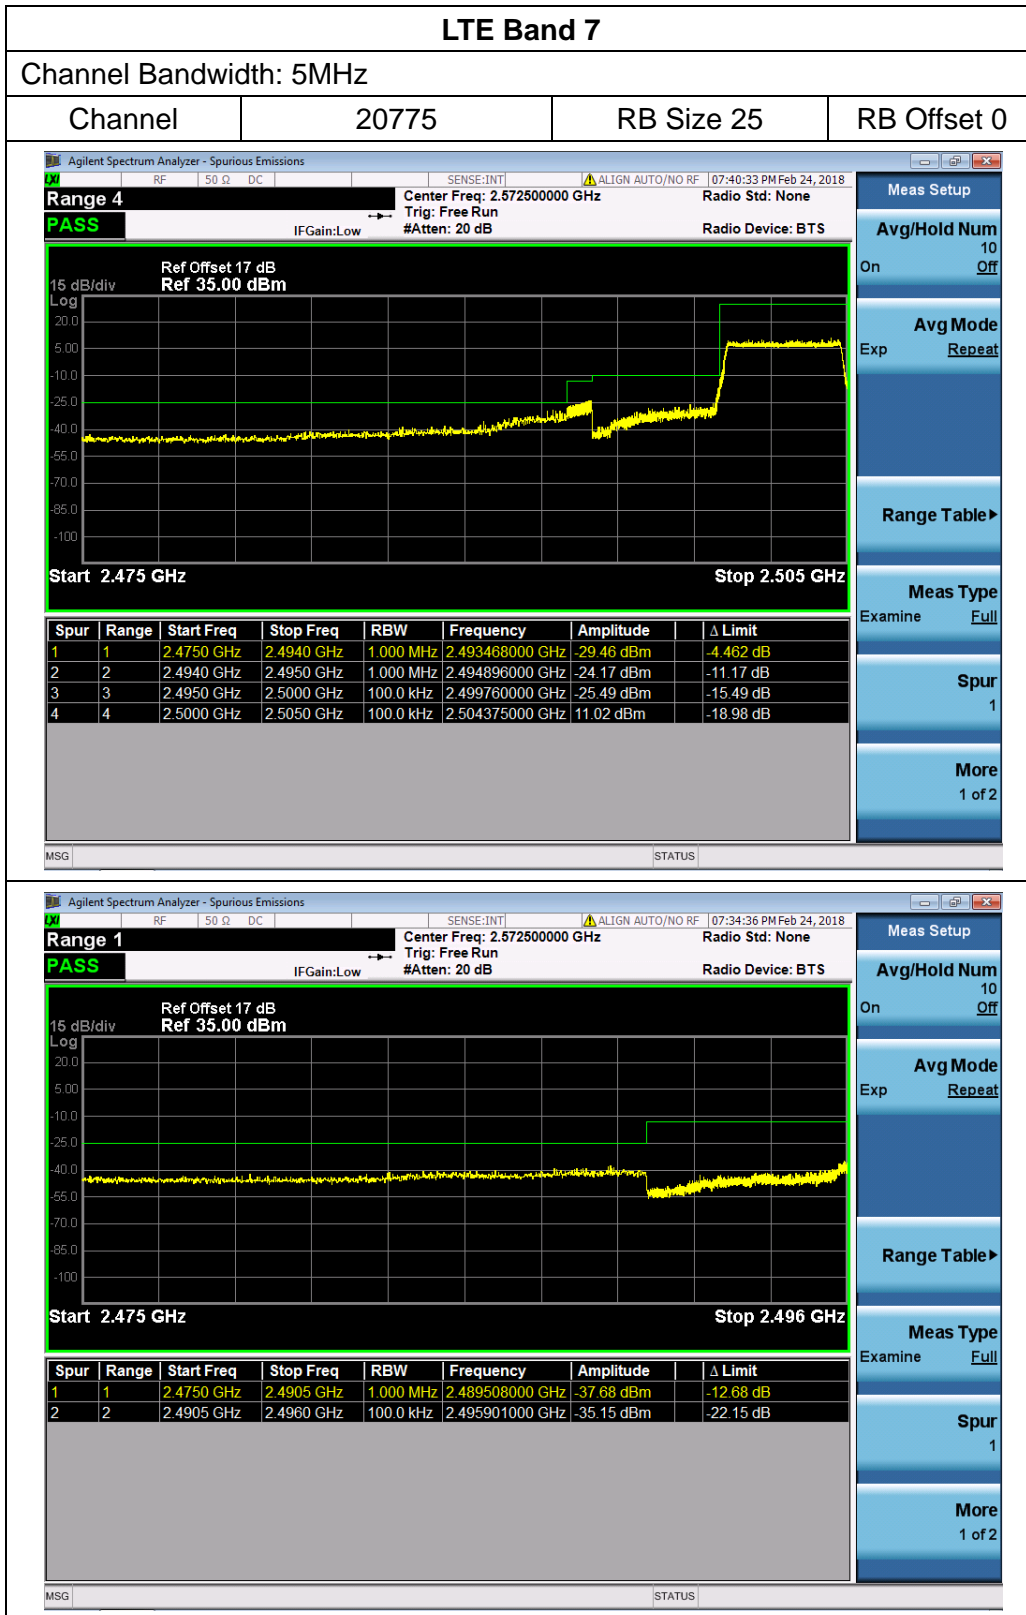 LTE Band 7
Channel Bandwidth: 5MHz
Channel 20775 RB Size 25 RB Offset 0
Agilent Spectrum Analyzer - Spurious Emissions
LXI RF 50 Ω DC SENSE:INT ALIGN AUTO/NO RF 07:40:33 PM Feb 24, 2018
Range 4 Center Freq: 2.572500000 GHz Radio Std: None
Trig: Free Run
PASS IFGain:Low #Atten: 20 dB Radio Device: BTS
Ref Offset 17 dB
15 dB/div Ref 35.00 dBm
Log
20.0
5.00
-10.0
-25.0
-40.0
-55.0
-70.0
-85.0
-100
Start 2.475 GHz Stop 2.505 GHz
Spur Range Start Freq Stop Freq RBW Frequency Amplitude Δ Limit
1 1 2.4750 GHz 2.4940 GHz 1.000 MHz 2.493468000 GHz -29.46 dBm -4.462 dB
2 2 2.4940 GHz 2.4950 GHz 1.000 MHz 2.494896000 GHz -24.17 dBm -11.17 dB
3 3 2.4950 GHz 2.5000 GHz 100.0 kHz 2.499760000 GHz -25.49 dBm -15.49 dB
4 4 2.5000 GHz 2.5050 GHz 100.0 kHz 2.504375000 GHz 11.02 dBm -18.98 dB
MSG STATUS
Meas Setup
Avg/Hold Num
10
On Off
Avg Mode
Exp Repeat
Range Table
Meas Type
Examine Full
Spur
1
More
1 of 2
Agilent Spectrum Analyzer - Spurious Emissions
LXI RF 50 Ω DC SENSE:INT ALIGN AUTO/NO RF 07:34:36 PM Feb 24, 2018
Range 1 Center Freq: 2.572500000 GHz Radio Std: None
Trig: Free Run
PASS IFGain:Low #Atten: 20 dB Radio Device: BTS
Ref Offset 17 dB
15 dB/div Ref 35.00 dBm
Log
20.0
5.00
-10.0
-25.0
-40.0
-55.0
-70.0
-85.0
-100
Start 2.475 GHz Stop 2.496 GHz
Spur Range Start Freq Stop Freq RBW Frequency Amplitude Δ Limit
1 1 2.4750 GHz 2.4905 GHz 1.000 MHz 2.489508000 GHz -37.68 dBm -12.68 dB
2 2 2.4905 GHz 2.4960 GHz 100.0 kHz 2.495901000 GHz -35.15 dBm -22.15 dB
MSG STATUS
Meas Setup
Avg/Hold Num
10
On Off
Avg Mode
Exp Repeat
Range Table
Meas Type
Examine Full
Spur
1
More
1 of 2